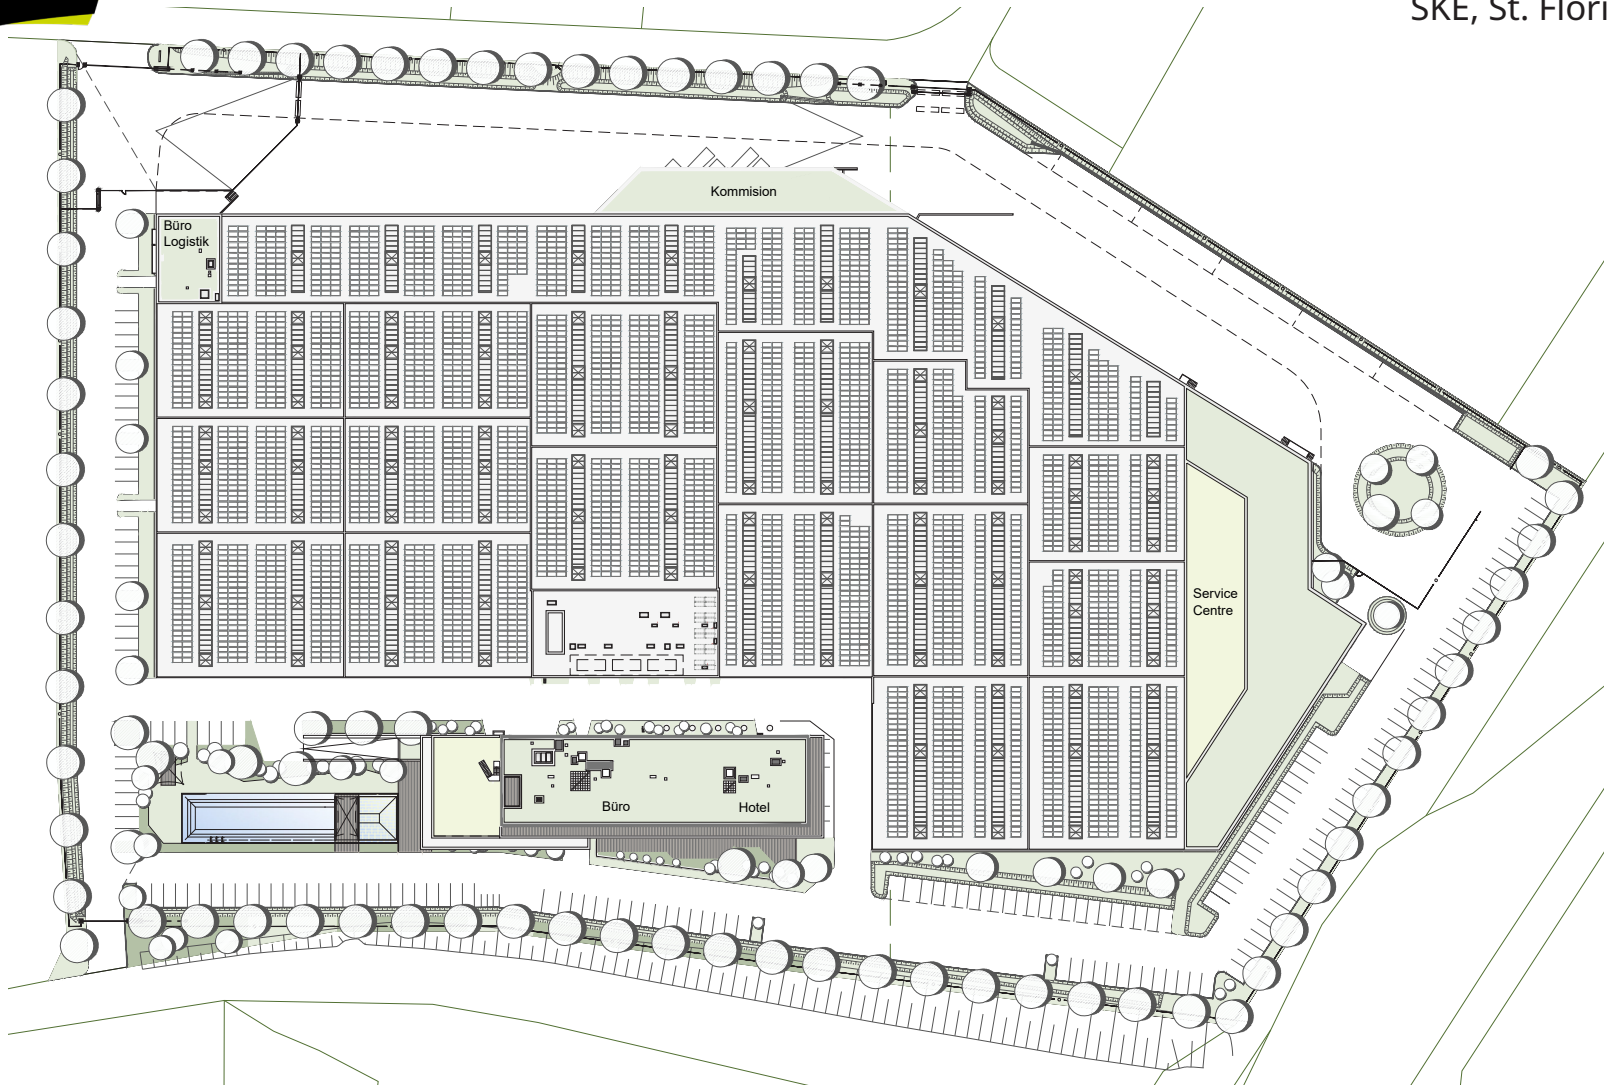 SKE, St. Flori
Kommision
Büro
Logistik
Service
Centre
Büro
Hotel